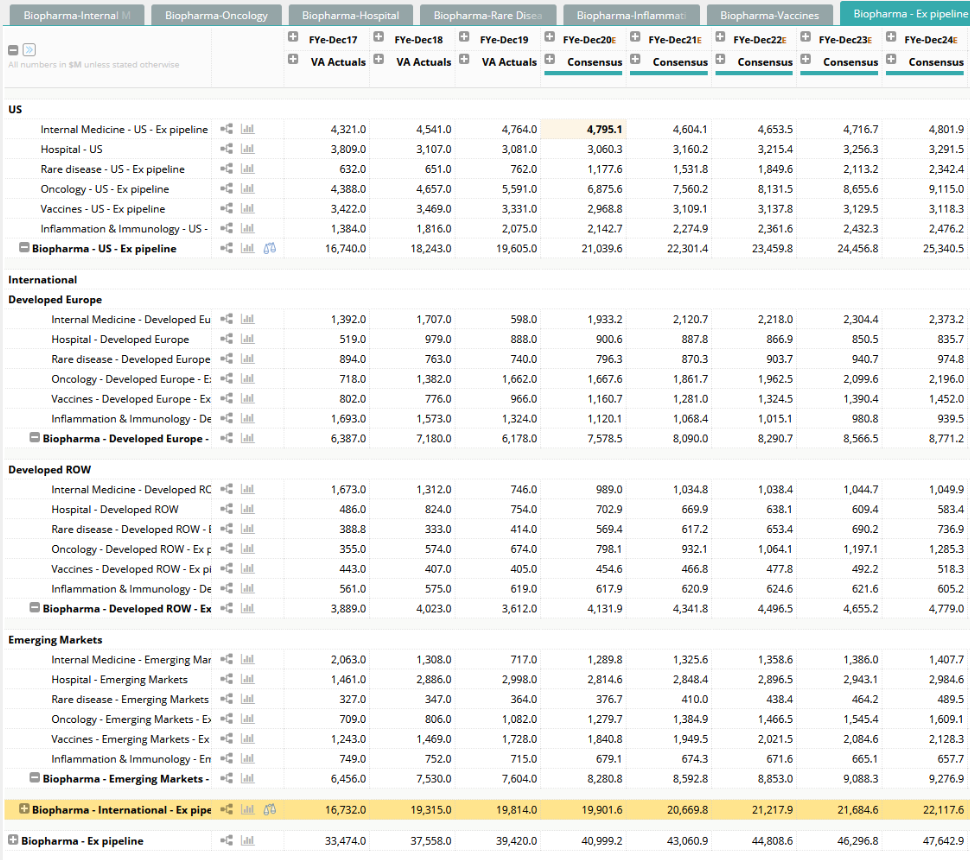 Biopharma-Internal M Biopharma-Oncology Biopharma-Hospital Biopharma-Rare Disea Biopharma-Inflammati Biopharma-Vaccines Biopharma - Ex pipeline
FYe-Dec17 FYe-Dec18 FYe-Dec19 FYe-Dec20E FYe-Dec21E FYe-Dec22E FYe-Dec23E FYe-Dec24E
All numbers in $M unless stated otherwise VA Actuals VA Actuals VA Actuals Consensus Consensus Consensus Consensus Consensus
US
Internal Medicine - US - Ex pipeline 4,321.0 4,541.0 4,764.0 4,795.1 4,604.1 4,653.5 4,716.7 4,801.9
Hospital - US 3,809.0 3,107.0 3,081.0 3,060.3 3,160.2 3,215.4 3,256.3 3,291.5
Rare disease - US - Ex pipeline 632.0 651.0 762.0 1,177.6 1,531.8 1,849.6 2,113.2 2,342.4
Oncology - US - Ex pipeline 4,388.0 4,657.0 5,591.0 6,875.6 7,560.2 8,131.5 8,655.6 9,115.0
Vaccines - US - Ex pipeline 3,422.0 3,469.0 3,331.0 2,968.8 3,109.1 3,137.8 3,129.5 3,118.3
Inflammation & Immunology - US - 1,384.0 1,816.0 2,075.0 2,142.7 2,274.9 2,361.6 2,432.3 2,476.2
Biopharma - US - Ex pipeline 16,740.0 18,243.0 19,605.0 21,039.6 22,301.4 23,459.8 24,456.8 25,340.5
International
Developed Europe
Internal Medicine - Developed Eu 1,392.0 1,707.0 598.0 1,933.2 2,120.7 2,218.0 2,304.4 2,373.2
Hospital - Developed Europe 519.0 979.0 888.0 900.6 887.8 866.9 850.5 835.7
Rare disease - Developed Europe 894.0 763.0 740.0 796.3 870.3 903.7 940.7 974.8
Oncology - Developed Europe - E 718.0 1,382.0 1,662.0 1,667.6 1,861.7 1,962.5 2,099.6 2,196.0
Vaccines - Developed Europe - Ex 802.0 776.0 966.0 1,160.7 1,281.0 1,324.5 1,390.4 1,452.0
Inflammation & Immunology - De 1,693.0 1,573.0 1,324.0 1,120.1 1,068.4 1,015.1 980.8 939.5
Biopharma - Developed Europe - 6,387.0 7,180.0 6,178.0 7,578.5 8,090.0 8,290.7 8,566.5 8,771.2
Developed ROW
Internal Medicine - Developed RO 1,673.0 1,312.0 746.0 989.0 1,034.8 1,038.4 1,044.7 1,049.9
Hospital - Developed ROW 486.0 824.0 754.0 702.9 669.9 638.1 609.4 583.4
Rare disease - Developed ROW - E 388.8 333.0 414.0 569.4 617.2 653.4 690.2 736.9
Oncology - Developed ROW - Ex p 355.0 574.0 674.0 798.1 932.1 1,064.1 1,197.1 1,285.3
Vaccines - Developed ROW - Ex pi 443.0 407.0 405.0 454.6 466.8 477.8 492.2 518.3
Inflammation & Immunology - De 561.0 575.0 619.0 617.9 620.9 624.6 621.6 605.2
Biopharma - Developed ROW - Ex 3,889.0 4,023.0 3,612.0 4,131.9 4,341.8 4,496.5 4,655.2 4,779.0
Emerging Markets
Internal Medicine - Emerging Mar 2,063.0 1,308.0 717.0 1,289.8 1,325.6 1,358.6 1,386.0 1,407.7
Hospital - Emerging Markets 1,461.0 2,886.0 2,998.0 2,814.6 2,848.4 2,896.5 2,943.1 2,984.6
Rare disease - Emerging Markets 327.0 347.0 364.0 376.7 410.0 438.4 464.2 489.5
Oncology - Emerging Markets - Ex 709.0 806.0 1,082.0 1,279.7 1,384.9 1,466.5 1,545.4 1,609.1
Vaccines - Emerging Markets - Ex 1,243.0 1,469.0 1,728.0 1,840.8 1,949.5 2,021.5 2,084.6 2,128.3
Inflammation & Immunology - Em 749.0 752.0 715.0 679.1 674.3 671.6 665.1 657.7
Biopharma - Emerging Markets - 6,456.0 7,530.0 7,604.0 8,280.8 8,592.8 8,853.0 9,088.3 9,276.9
Biopharma - International - Ex pipe 16,732.0 19,315.0 19,814.0 19,901.6 20,669.8 21,217.9 21,684.6 22,117.6
Biopharma - Ex pipeline 33,474.0 37,558.0 39,420.0 40,999.2 43,060.9 44,808.6 46,296.8 47,642.9